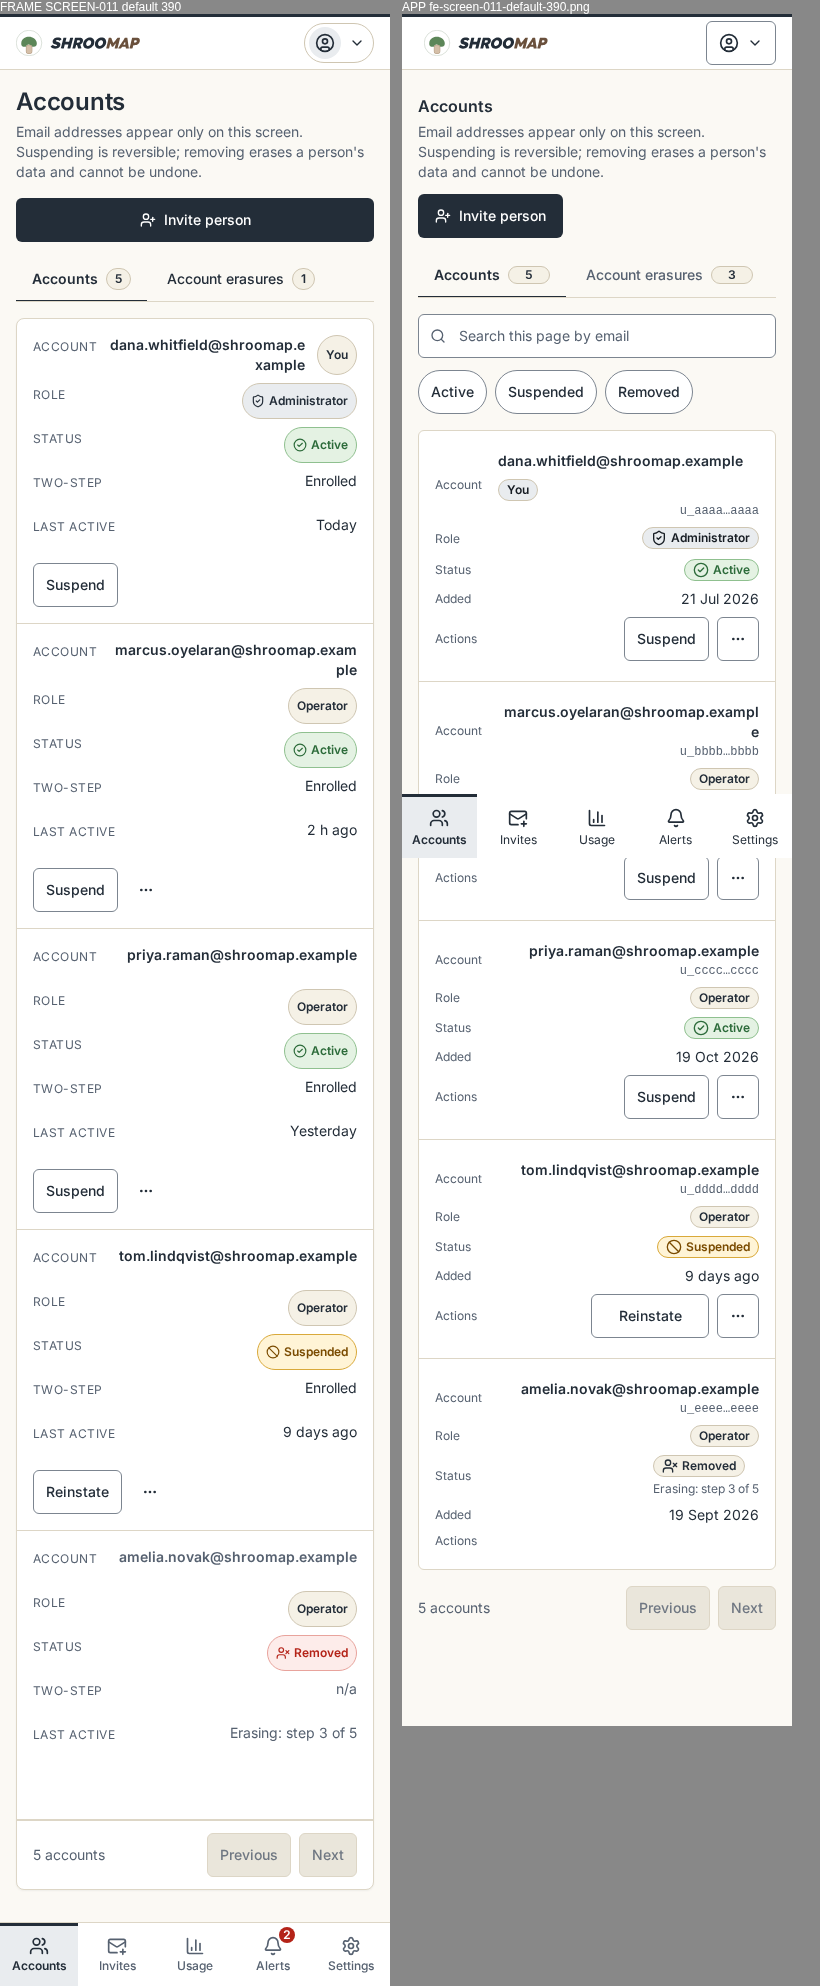 FRAME SCREEN-011 default 390
SHROOMAP
Accounts
Email addresses appear only on this screen.
Suspending is reversible; removing erases a person's
data and cannot be undone.
Invite person
Accounts 5 Account erasures 1
ACCOUNT dana.whitfield@shroomap.e
xample
You
ROLE Administrator
STATUS Active
TWO-STEP Enrolled
LAST ACTIVE Today
Suspend
ACCOUNT marcus.oyelaran@shroomap.exam
ple
ROLE Operator
STATUS Active
TWO-STEP Enrolled
LAST ACTIVE 2 h ago
Suspend ···
ACCOUNT priya.raman@shroomap.example
ROLE Operator
STATUS Active
TWO-STEP Enrolled
LAST ACTIVE Yesterday
Suspend ···
ACCOUNT tom.lindqvist@shroomap.example
ROLE Operator
STATUS Suspended
TWO-STEP Enrolled
LAST ACTIVE 9 days ago
Reinstate ···
ACCOUNT amelia.novak@shroomap.example
ROLE Operator
STATUS Removed
TWO-STEP n/a
LAST ACTIVE Erasing: step 3 of 5
5 accounts Previous Next
Accounts Invites Usage Alerts 2 Settings
APP fe-screen-011-default-390.png
SHROOMAP
Accounts
Email addresses appear only on this screen.
Suspending is reversible; removing erases a person's
data and cannot be undone.
Invite person
Accounts 5 Account erasures 3
Search this page by email
Active Suspended Removed
dana.whitfield@shroomap.example
Account You
u_aaaa…aaaa
Role Administrator
Status Active
Added 21 Jul 2026
Actions Suspend ···
marcus.oyelaran@shroomap.exampl
Account e
u_bbbb…bbbb
Role Operator
Accounts Invites Usage Alerts Settings
Actions Suspend ···
Account priya.raman@shroomap.example
u_cccc…cccc
Role Operator
Status Active
Added 19 Oct 2026
Actions Suspend ···
Account tom.lindqvist@shroomap.example
u_dddd…dddd
Role Operator
Status Suspended
Added 9 days ago
Actions Reinstate ···
Account amelia.novak@shroomap.example
u_eeee…eeee
Role Operator
Status Removed
Erasing: step 3 of 5
Added 19 Sept 2026
Actions
5 accounts Previous Next